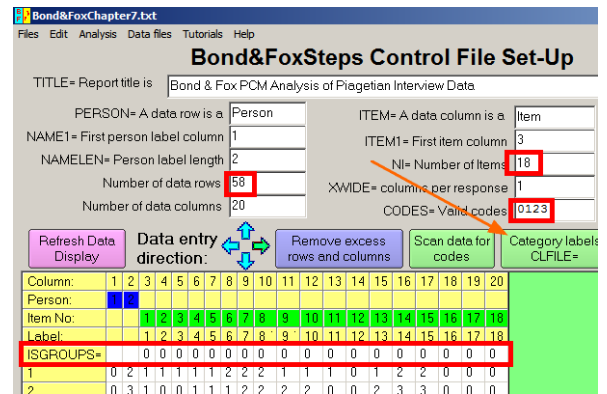 Bond&FoxChapter7.txt
Files Edit Analysis Data files Tutorials Help
Bond&FoxSteps Control File Set-Up
TITLE= Report title is Bond & Fox PCM Analysis of Piagetian Interview Data
PERSON= A data row is a Person ITEM= A data column is a Item
NAME1= First person label column 1 ITEM1= First item column 3
NAMELEN= Person label length 2 NI= Number of Items 18
Number of data rows 58 XWIDE= columns per response 1
Number of data columns 20 CODES= Valid codes 0123
Refresh Data Display Data entry direction: Remove excess rows and columns Scan data for codes Category labels CLFILE=
Column: 1 2 3 4 5 6 7 8 9 10 11 12 13 14 15 16 17 18 19 20
Person: 1 2
Item No: 1 2 3 4 5 6 7 8 9 10 11 12 13 14 15 16 17 18
Label: 1 2 3 4 5 6 7 8 9 10 11 12 13 14 15 16 17 18
ISGROUPS= 0 0 0 0 0 0 0 0 0 0 0 0 0 0 0 0 0 0
1 0 2 1 1 1 1 1 2 2 2 1 1 1 0 1 2 2 0 0 0
2 0 3 1 0 0 1 1 1 2 2 2 2 0 0 2 3 3 0 0 0